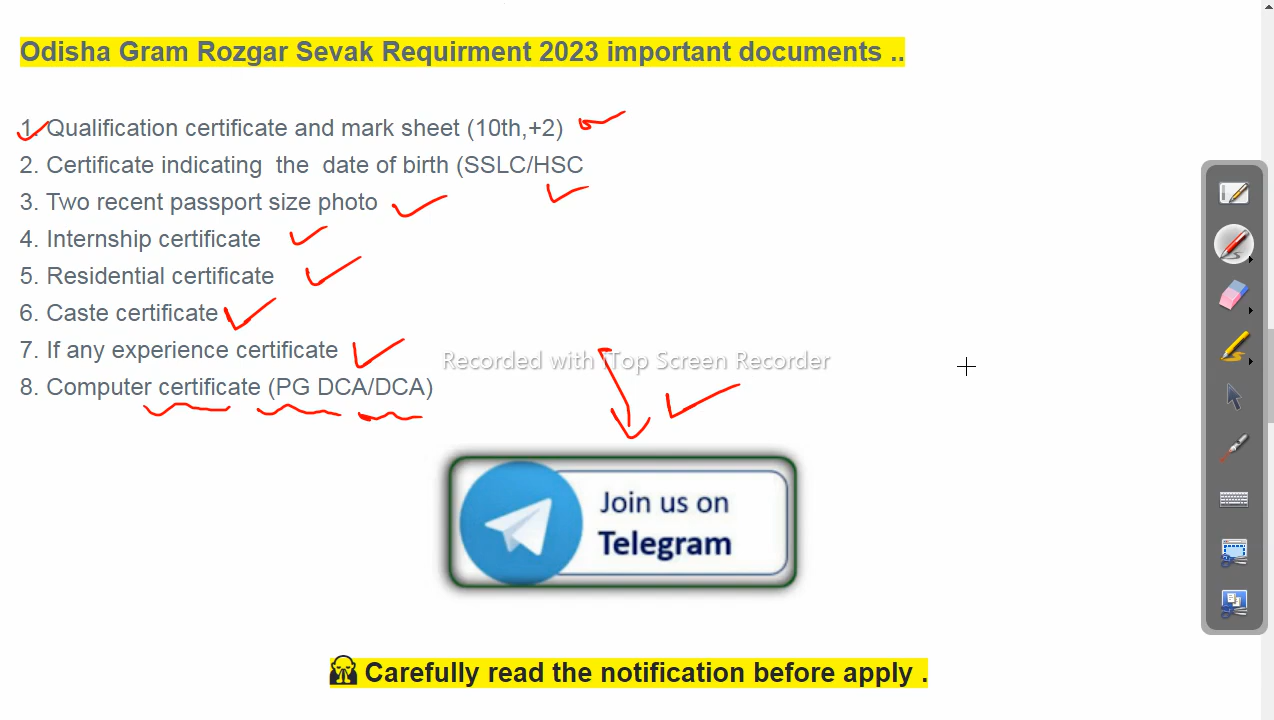 Odisha Gram Rozgar Sevak Requirment 2023 important documents ..
1. Qualification certificate and mark sheet (10th,+2)
2. Certificate indicating the date of birth (SSLC/HSC
3. Two recent passport size photo
4. Internship certificate
5. Residential certificate
6. Caste certificate
7. If any experience certificate
Recorded with iTop Screen Recorder
8. Computer certificate (PG DCA/DCA)
Join us on
Telegram
Carefully read the notification before apply .